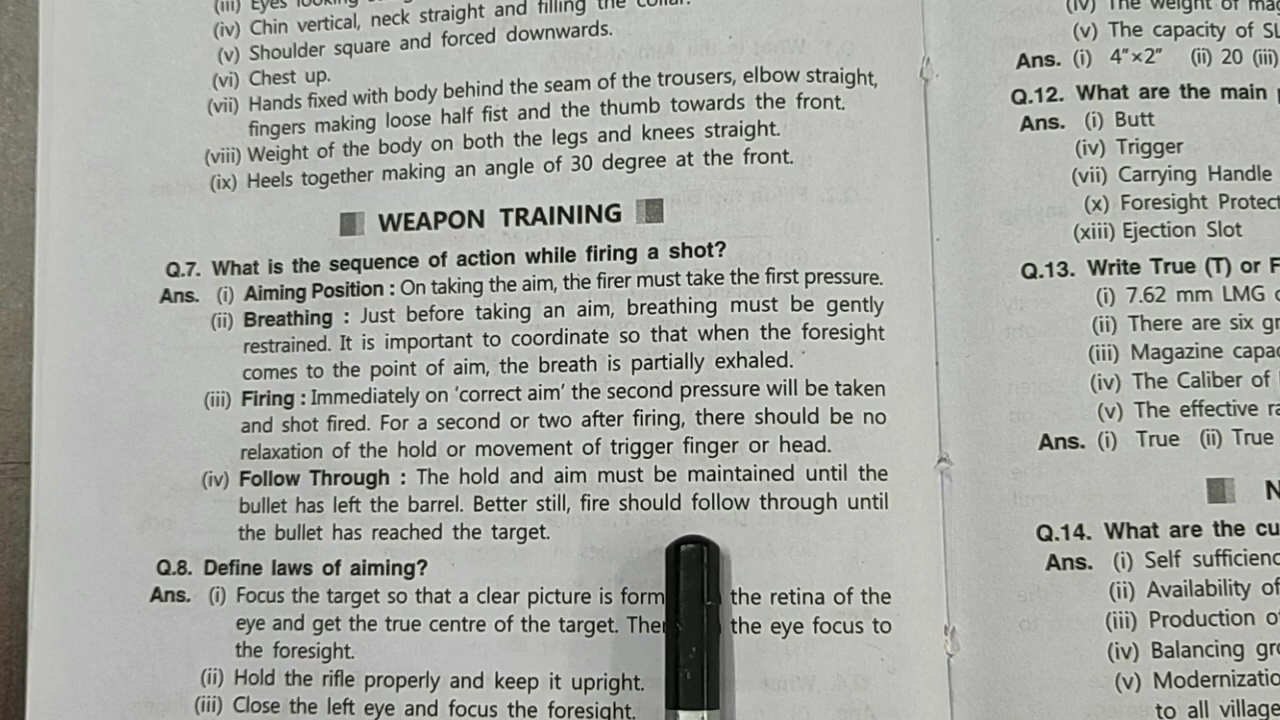 (iii) Eyes looking
(iv) Chin vertical, neck straight and filling the collar.
(v) Shoulder square and forced downwards.
(vi) Chest up.
(vii) Hands fixed with body behind the seam of the trousers, elbow straight,
fingers making loose half fist and the thumb towards the front.
(viii) Weight of the body on both the legs and knees straight.
(ix) Heels together making an angle of 30 degree at the front.
WEAPON TRAINING
Q.7. What is the sequence of action while firing a shot?
Ans. (i) Aiming Position : On taking the aim, the firer must take the first pressure.
(ii) Breathing : Just before taking an aim, breathing must be gently
restrained. It is important to coordinate so that when the foresight
comes to the point of aim, the breath is partially exhaled.
(iii) Firing : Immediately on 'correct aim' the second pressure will be taken
and shot fired. For a second or two after firing, there should be no
relaxation of the hold or movement of trigger finger or head.
(iv) Follow Through : The hold and aim must be maintained until the
bullet has left the barrel. Better still, fire should follow through until
the bullet has reached the target.
Q.8. Define laws of aiming?
Ans. (i) Focus the target so that a clear picture is form the retina of the
eye and get the true centre of the target. the eye focus to
the foresight.
(ii) Hold the rifle properly and keep it upright.
(iii) Close the left eye and focus the foresight.
(iv) The weight of
(v) The capacity of
Ans. (i) 4"×2" (ii) 20 (iii)
Q.12. What are the main
Ans. (i) Butt
(iv) Trigger
(vii) Carrying Handle
(x) Foresight
(xiii) Ejection Slot
Q.13. Write True (T) or F
(i) 7.62 mm LMG
(ii) There are six
(iii) Magazine
(iv) The Caliber of
(v) The effective
Ans. (i) True (ii) True
N
Q.14. What are the
Ans. (i) Self
(ii) Availability of
(iii) Production
(iv) Balancing
(v)
to all village